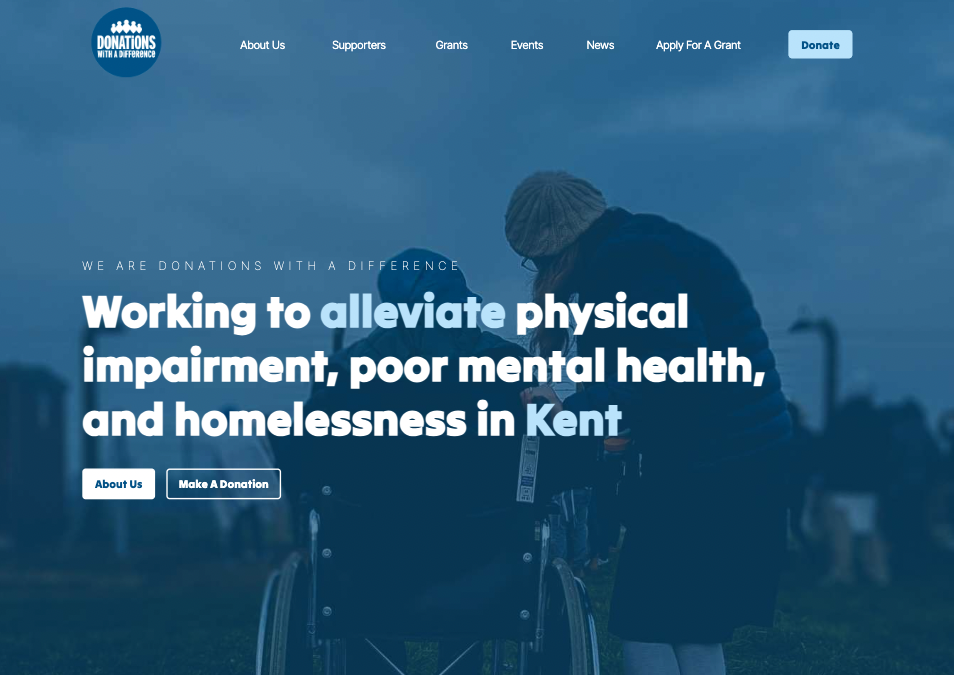 DONATIONS
WITH A DIFFERENCE
About Us
Supporters
Grants
Events
News
Apply For A Grant
Donate
WE ARE DONATIONS WITH A DIFFERENCE
Working to alleviate physical
impairment, poor mental health,
and homelessness in Kent
About Us
Make A Donation